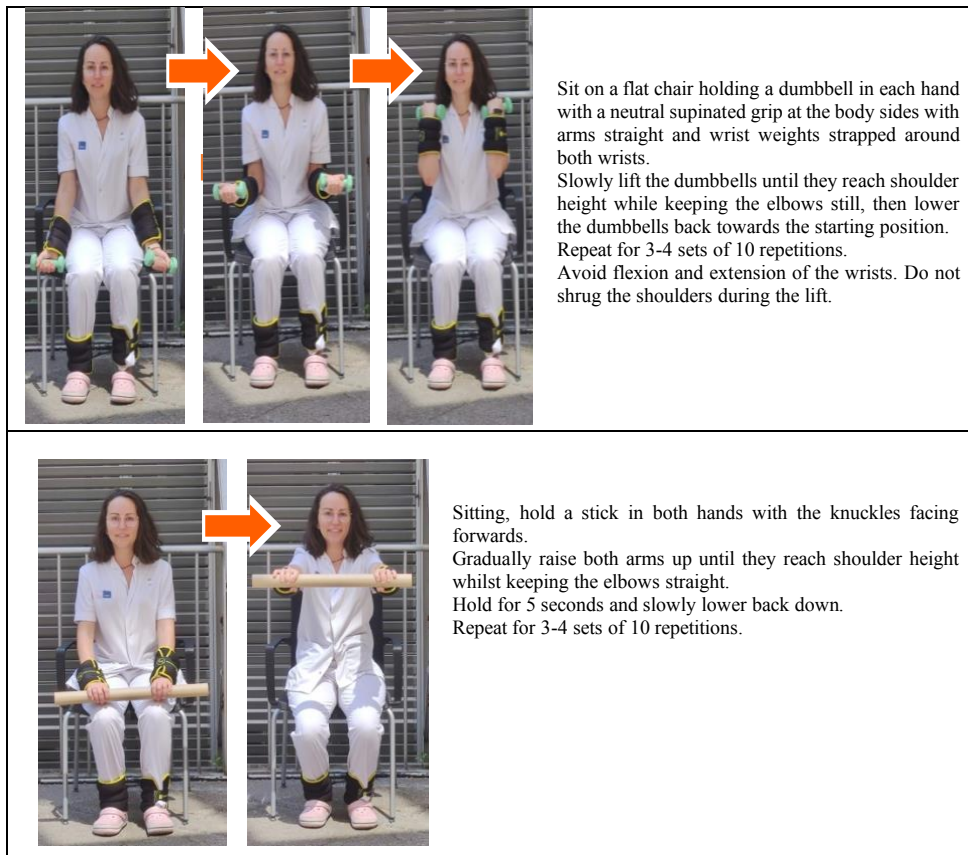 Sit on a flat chair holding a dumbbell in each hand
with a neutral supinated grip at the body sides with
arms straight and wrist weights strapped around
both wrists.
Slowly lift the dumbbells until they reach shoulder
height while keeping the elbows still, then lower
the dumbbells back towards the starting position.
Repeat for 3-4 sets of 10 repetitions.
Avoid flexion and extension of the wrists. Do not
shrug the shoulders during the lift.
Sitting, hold a stick in both hands with the knuckles facing
forwards.
Gradually raise both arms up until they reach shoulder height
whilst keeping the elbows straight.
Hold for 5 seconds and slowly lower back down.
Repeat for 3-4 sets of 10 repetitions.